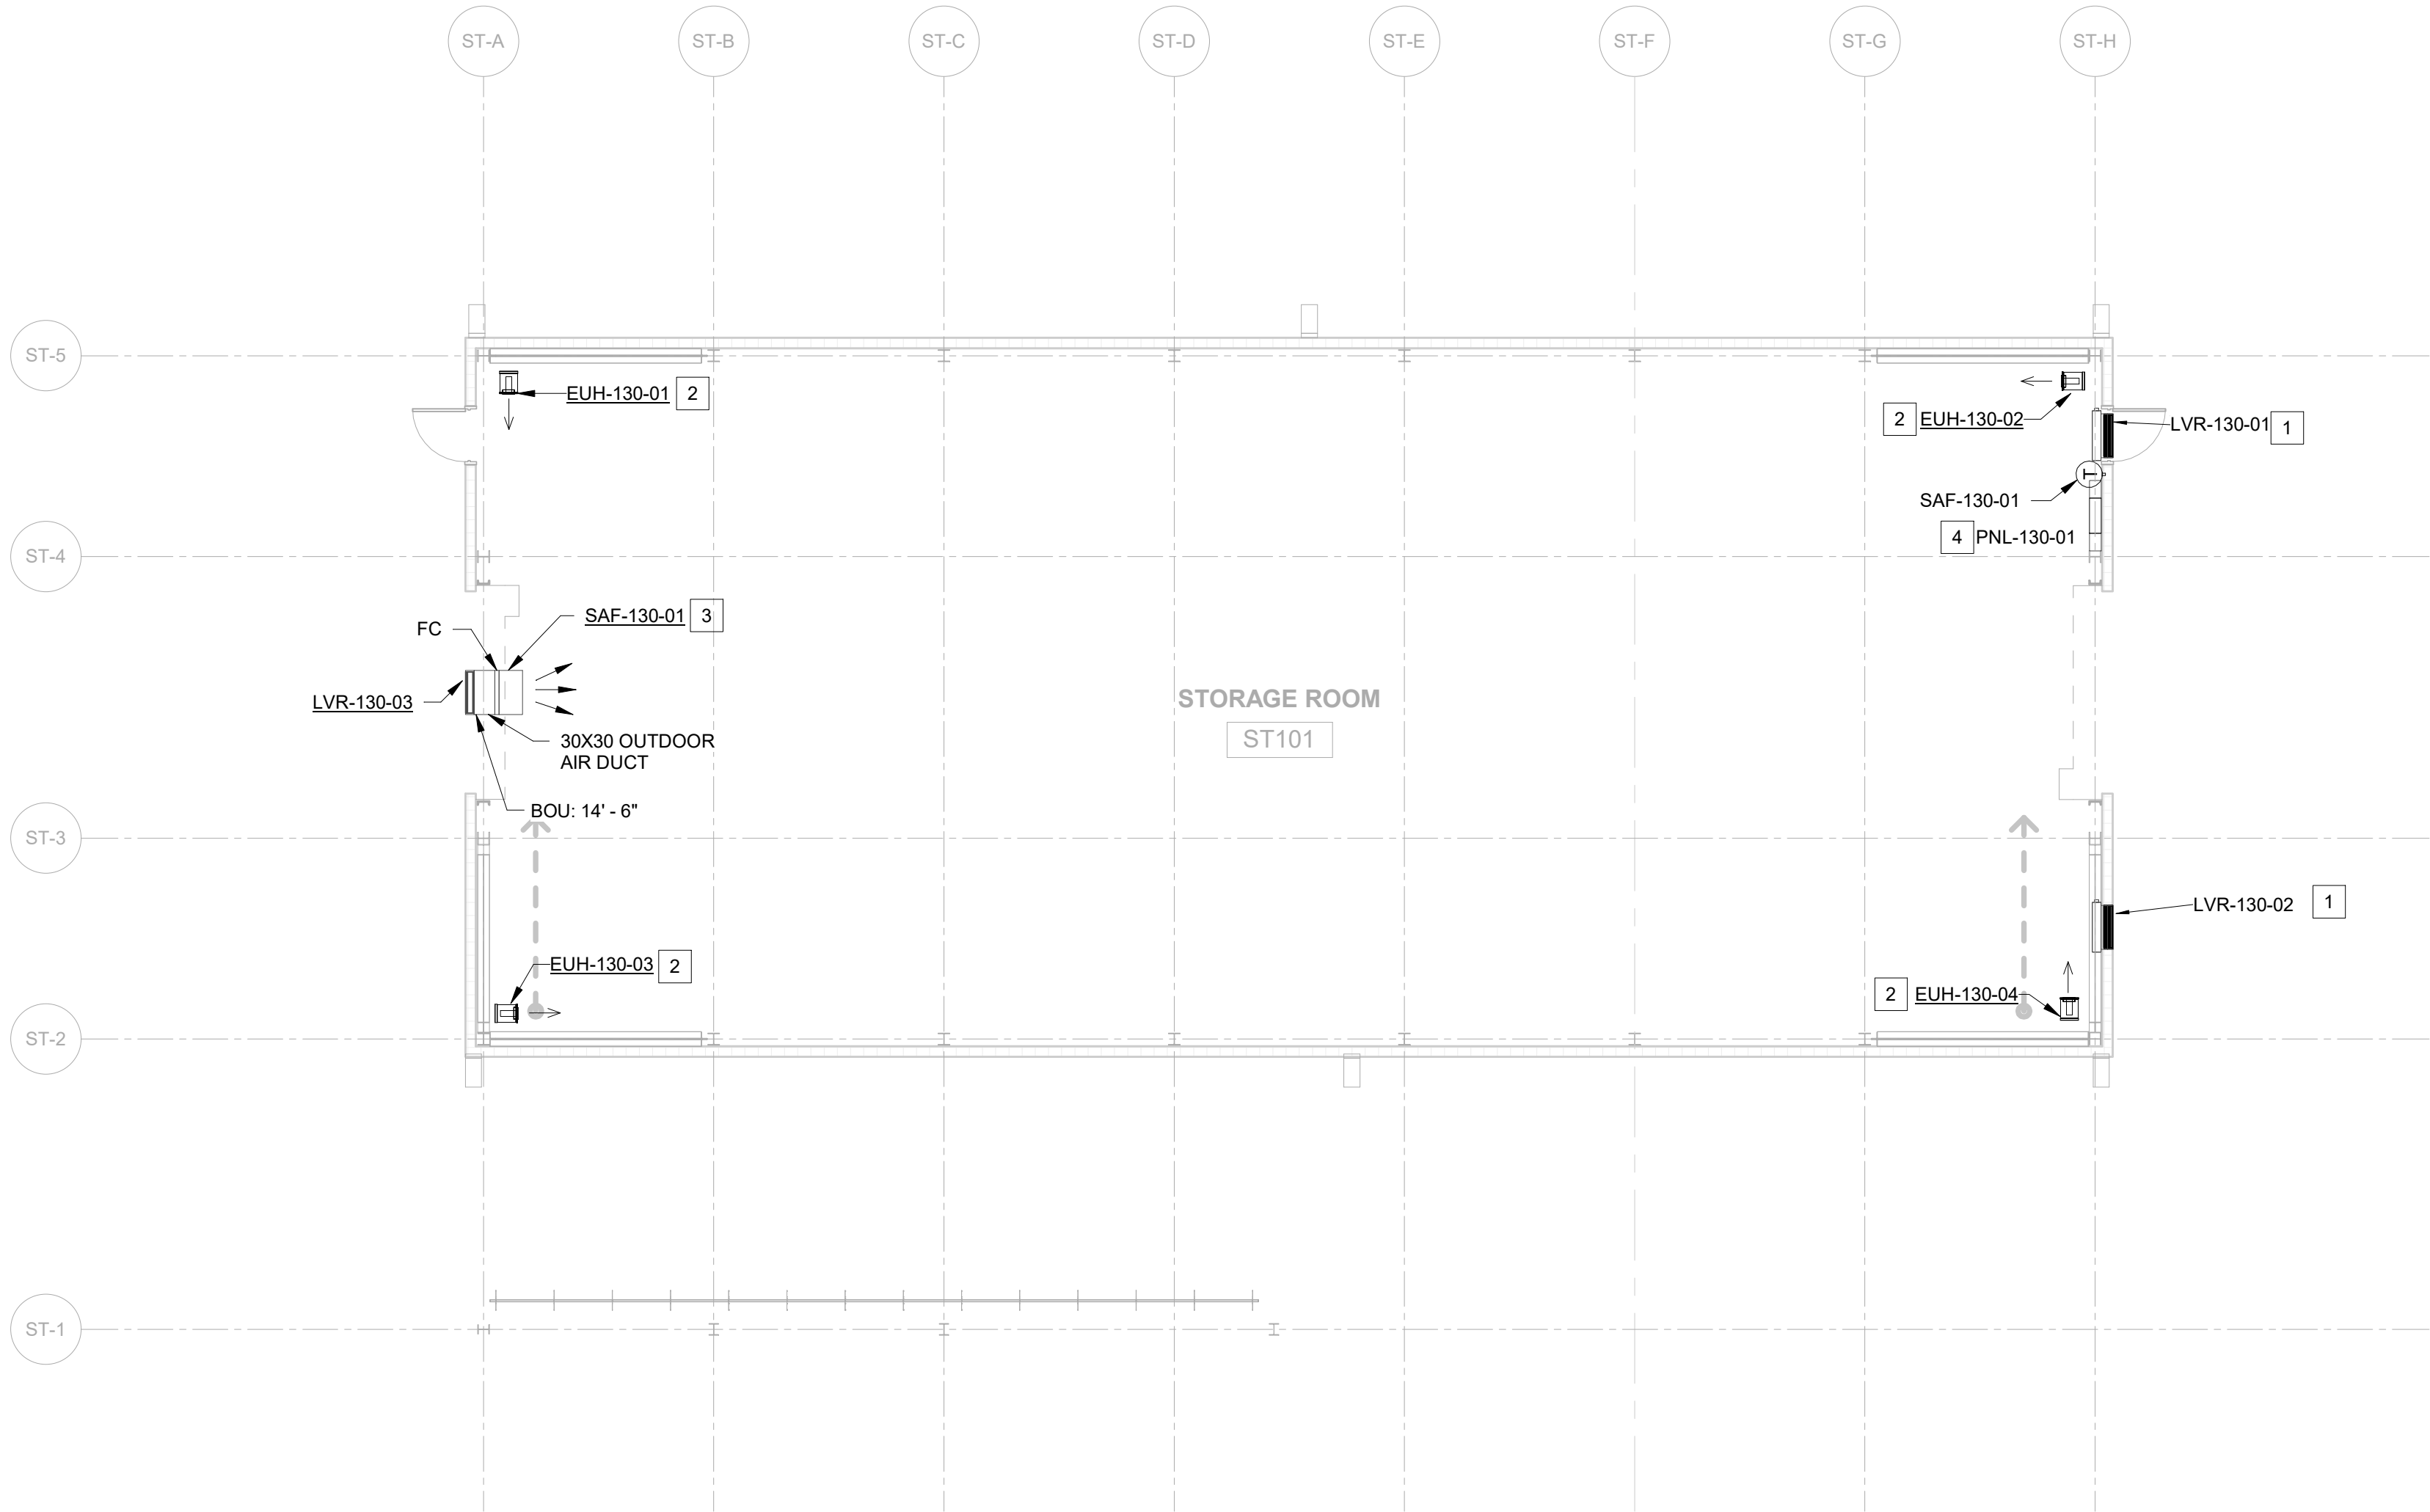 ST-A
ST-B
ST-C
ST-D
ST-E
ST-F
ST-G
ST-H
ST-5
EUH-130-01 2
2 EUH-130-02
LVR-130-01 1
T
SAF-130-01
4 PNL-130-01
ST-4
SAF-130-01 3
FC
LVR-130-03
STORAGE ROOM
ST101
30X30 OUTDOOR
AIR DUCT
BOU: 14' - 6"
ST-3
LVR-130-02 1
EUH-130-03 2
2 EUH-130-04
ST-2
ST-1